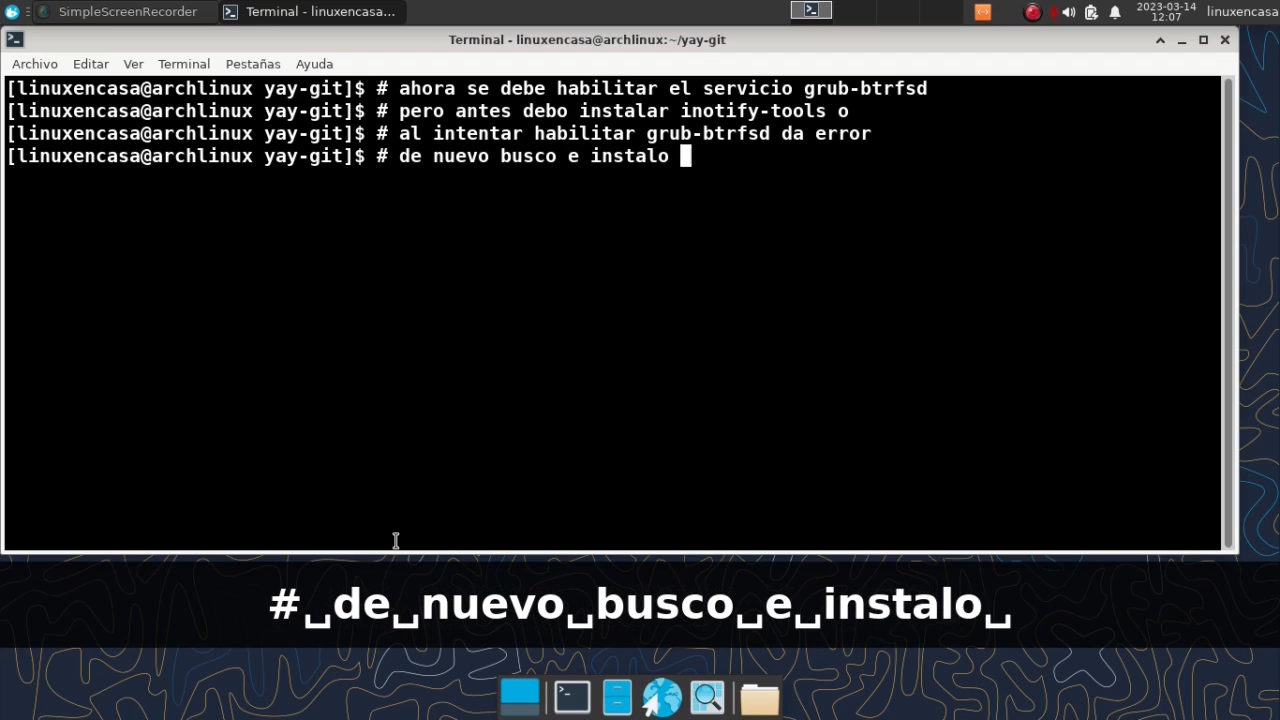 SimpleScreenRecorder
Terminal - linuxencasa...
2023-03-14
12:07
linuxencasa
Terminal - linuxencasa@archlinux:~/yay-git
Archivo Editar Ver Terminal Pestañas Ayuda
[linuxencasa@archlinux yay-git]$ # ahora se debe habilitar el servicio grub-btrfsd
[linuxencasa@archlinux yay-git]$ # pero antes debo instalar inotify-tools o
[linuxencasa@archlinux yay-git]$ # al intentar habilitar grub-btrfsd da error
[linuxencasa@archlinux yay-git]$ # de nuevo busco e instalo
#␣de␣nuevo␣busco␣e␣instalo␣